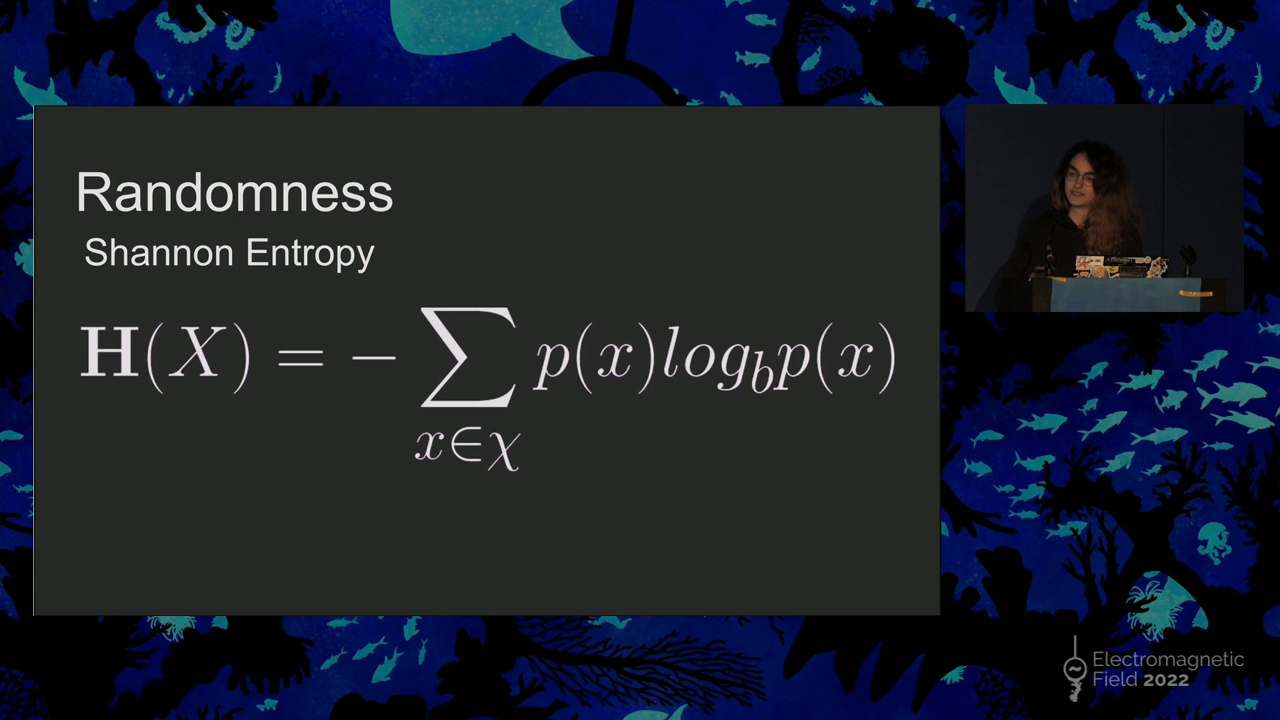 Randomness
Shannon Entropy
H(X) = − ∑ p(x)log_b p(x)
x∈χ
Electromagnetic
Field 2022